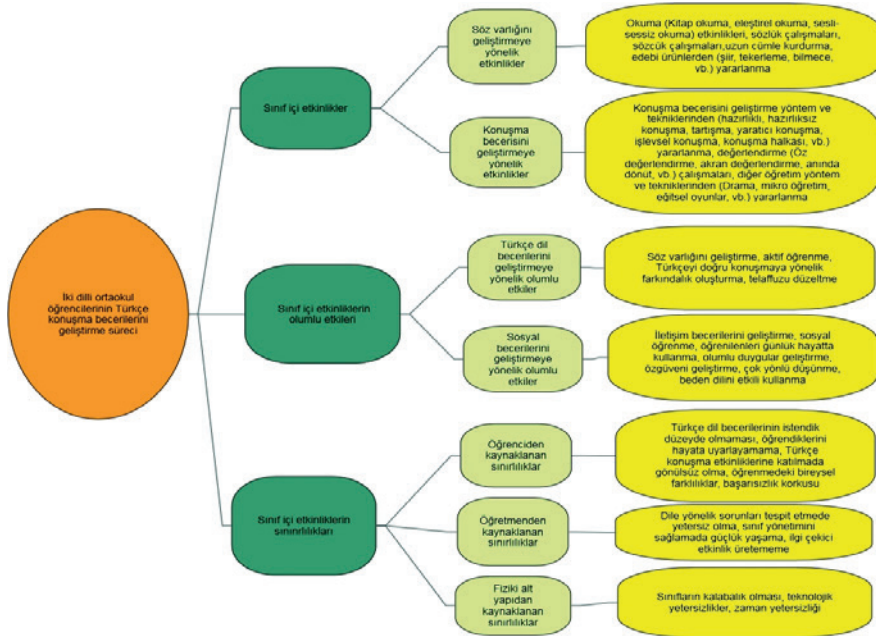 İki dilli ortaokul
öğrencilerinin Türkçe
konuşma becerilerini
geliştirme süreci
Sınıf içi etkinlikler
Söz varlığını
geliştirmeye
yönelik
etkinlikler
Okuma (Kitap okuma, eleştirel okuma, sesli-
sessiz okuma) etkinlikleri, sözlük çalışmaları,
sözcük çalışmaları,uzun cümle kurdurma,
edebi ürünlerden (şiir, tekerleme, bilmece,
vb.) yararlanma
Konuşma
becerisini
geliştirmeye
yönelik
etkinlikler
Konuşma becerisini geliştirme yöntem ve
tekniklerinden (hazırlıklı, hazırlıksız
konuşma, tartışma, yaratıcı konuşma,
işlevsel konuşma, konuşma halkası, vb.)
yararlanma, değerlendirme (Öz
değerlendirme, akran değerlendirme, anında
dönüt, vb.) çalışmaları, diğer öğretim yöntem
ve tekniklerinden (Drama, mikro öğretim,
eğitsel oyunlar, vb.) yararlanma
Sınıf içi etkinliklerin
olumlu etkileri
Türkçe dil
becerilerini
geliştirmeye
yönelik olumlu
etkiler
Söz varlığını geliştirme, aktif öğrenme,
Türkçeyi doğru konuşmaya yönelik
farkındalık oluşturma, telaffuzu düzeltme
Sosyal
becerilerini
geliştirmeye
yönelik olumlu
etkiler
İletişim becerilerini geliştirme, sosyal
öğrenme, öğrenilenleri günlük hayatta
kullanma, olumlu duygular geliştirme,
özgüveni geliştirme, çok yönlü düşünme,
beden dilini etkili kullanma
Sınıf içi etkinliklerin
sınınrlılıkları
Öğrenciden
kaynaklanan
sınırlılıklar
Türkçe dil becerilerinin istendik
düzeyde olmaması, öğrendiklerini
hayata uyarlayamama, Türkçe
konuşma etkinliklerine katılmada
gönülsüz olma, öğrenmedeki bireysel
farklılıklar, başarısızlık korkusu
Öğretmenden
kaynaklanan
sınırlılıklar
Dile yönelik sorunları tespit etmede
yetersiz olma, sınıf yönetimini
sağlamada güçlük yaşama, ilgi çekici
etkinlik üretememe
Fiziki alt
yapıdan
kaynaklanan
sınırlılıklar
Sınıfların kalabalık olması, teknolojik
yetersizlikler, zaman yetersizliği